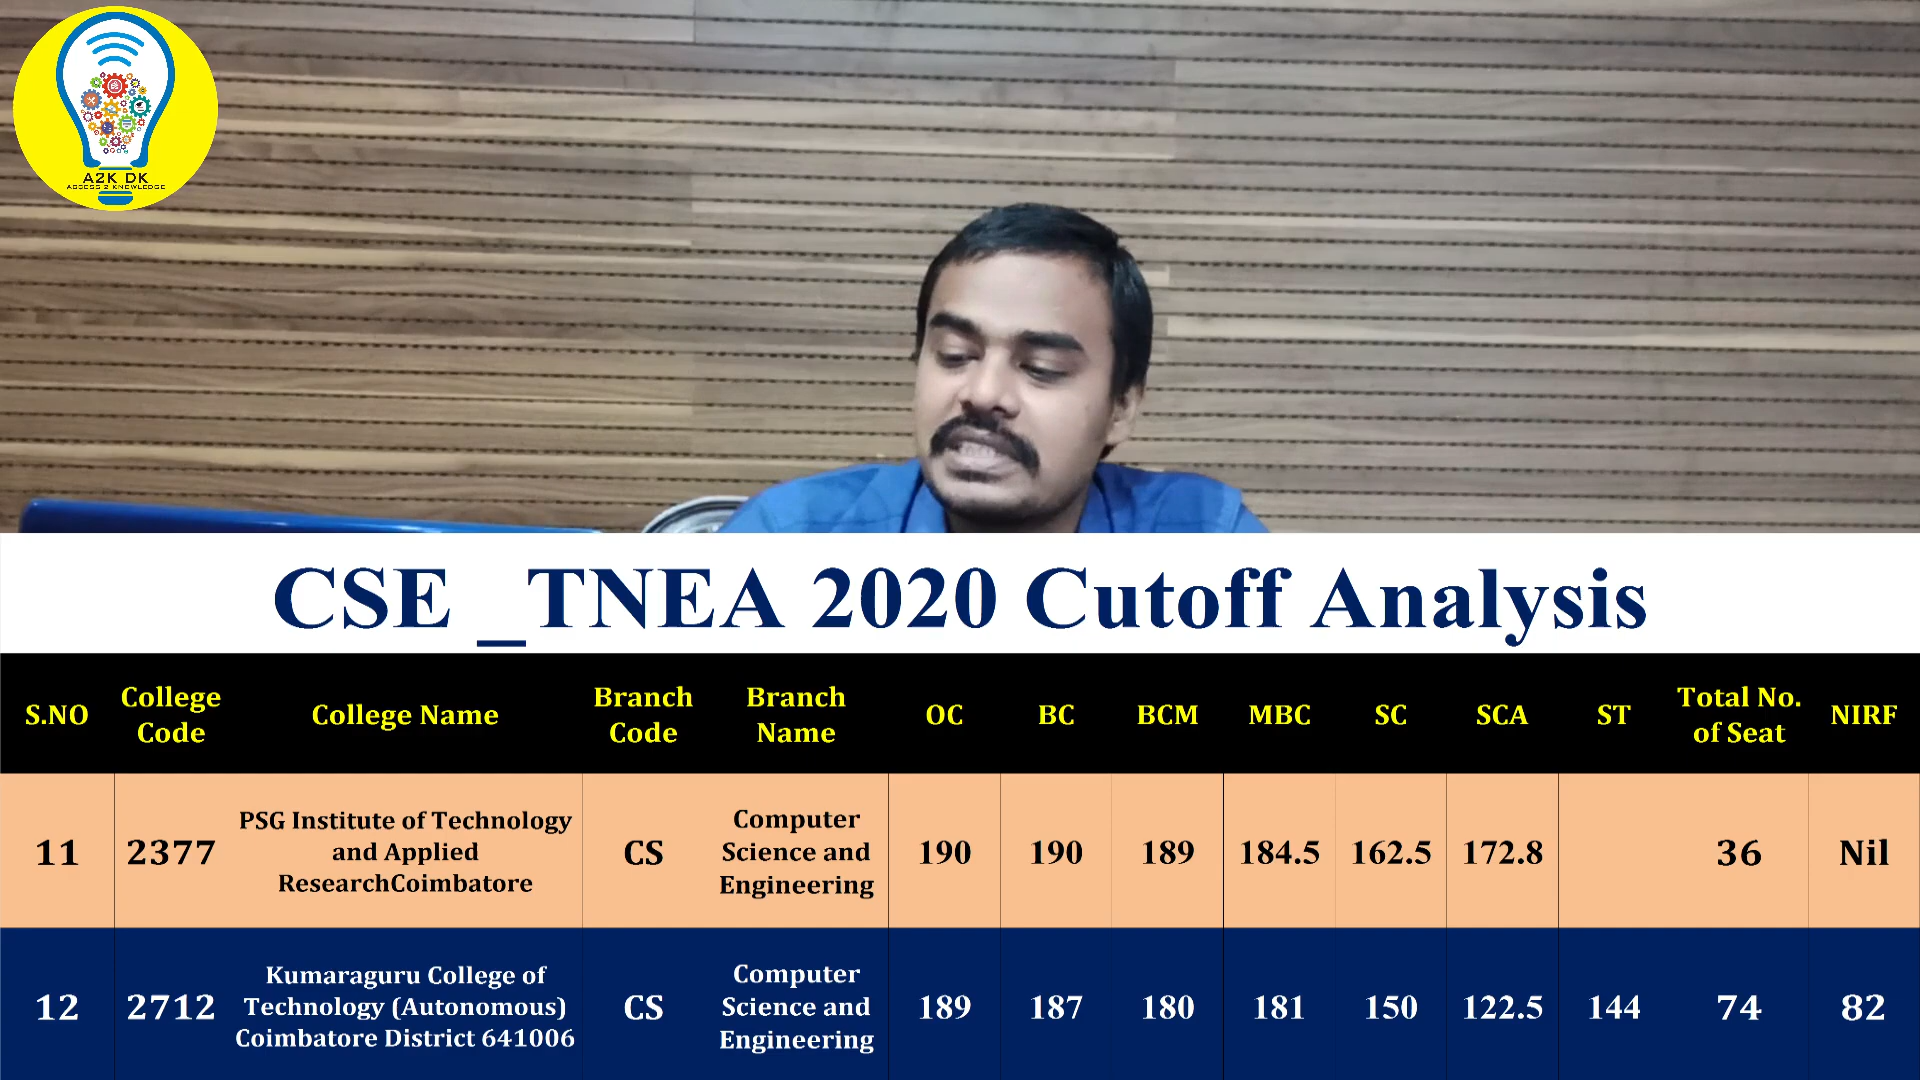 A2K DK
ACCESS 2 KNOWLEDGE
CSE _TNEA 2020 Cutoff Analysis
S.NO College Code College Name Branch Code Branch Name OC BC BCM MBC SC SCA ST Total No. of Seat NIRF
11 2377 PSG Institute of Technology and Applied ResearchCoimbatore CS Computer Science and Engineering 190 190 189 184.5 162.5 172.8 36 Nil
12 2712 Kumaraguru College of Technology (Autonomous) Coimbatore District 641006 CS Computer Science and Engineering 189 187 180 181 150 122.5 144 74 82